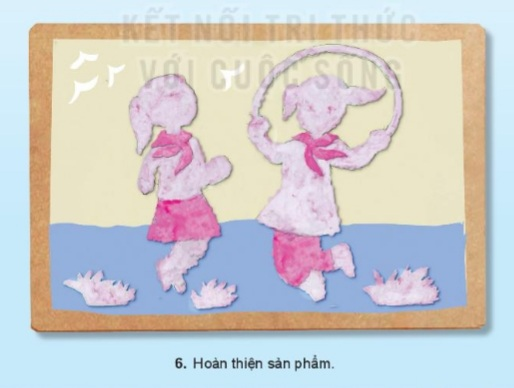 KẾT NỐI TRI THỨC
VỚI CUỘC SỐNG
6. Hoàn thiện sản phẩm.